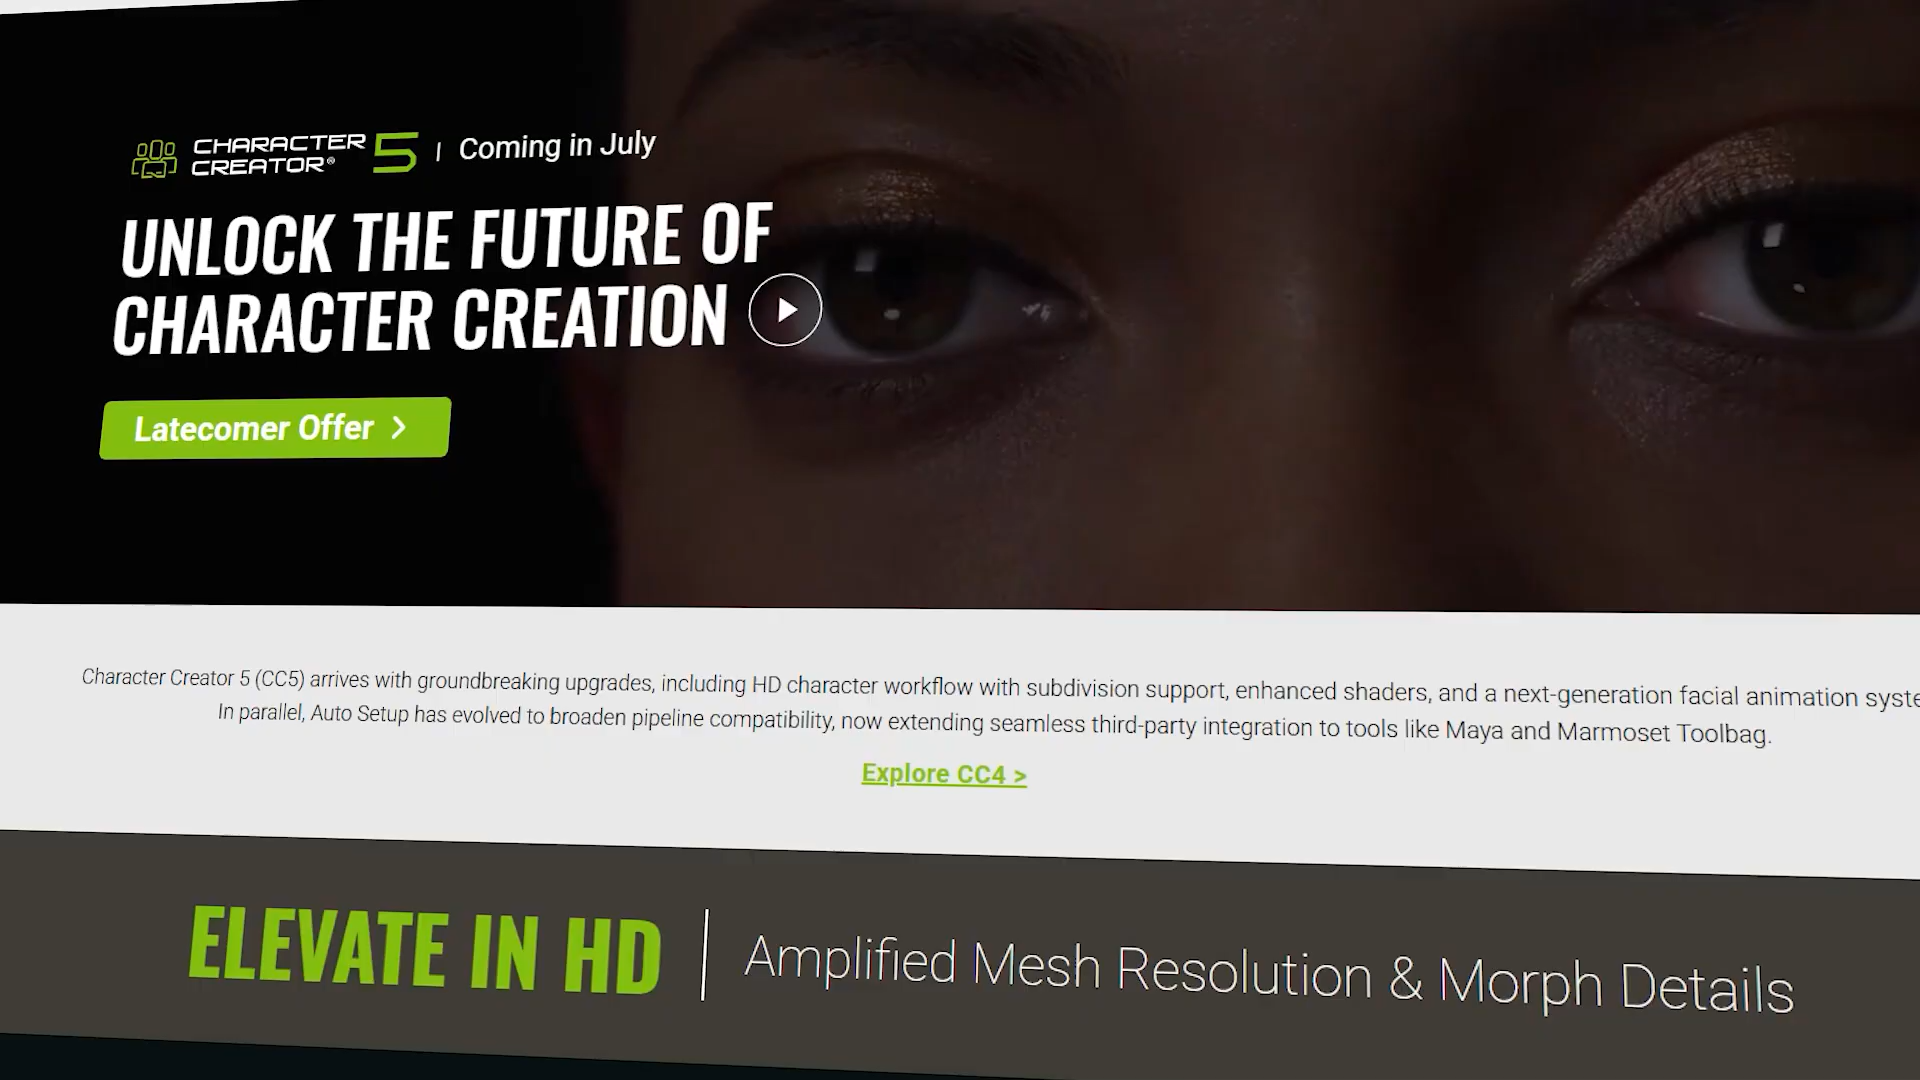 CHARACTER
CREATOR® 5 | Coming in July
UNLOCK THE FUTURE OF
CHARACTER CREATION
Latecomer Offer >
Character Creator 5 (CC5) arrives with groundbreaking upgrades, including HD character workflow with subdivision support, enhanced shaders, and a next-generation facial animation syste
In parallel, Auto Setup has evolved to broaden pipeline compatibility, now extending seamless third-party integration to tools like Maya and Marmoset Toolbag.
Explore CC4 >
ELEVATE IN HD | Amplified Mesh Resolution & Morph Details